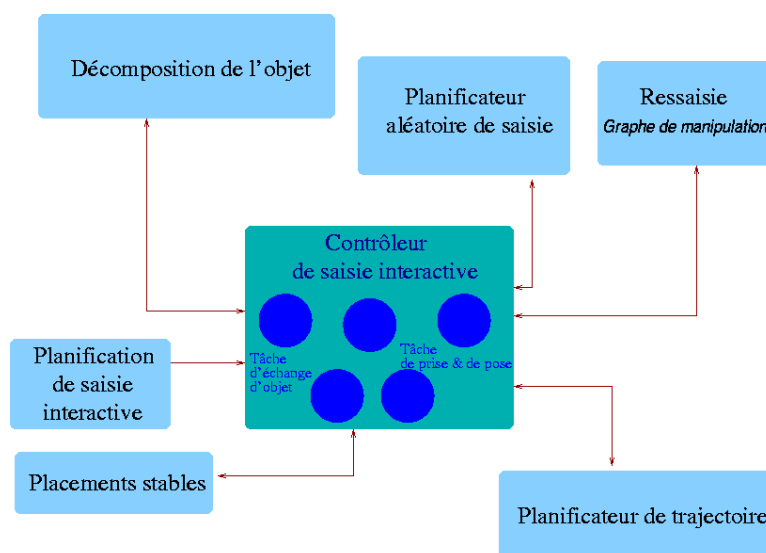 Décomposition de l'objet
Planificateur
aléatoire de saisie
Ressaisie
Graphe de manipulation
Contrôleur
de saisie interactive
Tâche
d'échange
d'objet
Tâche
de prise & de pose
Planification
de saisie
interactive
Placements stables
Planificateur de trajectoire